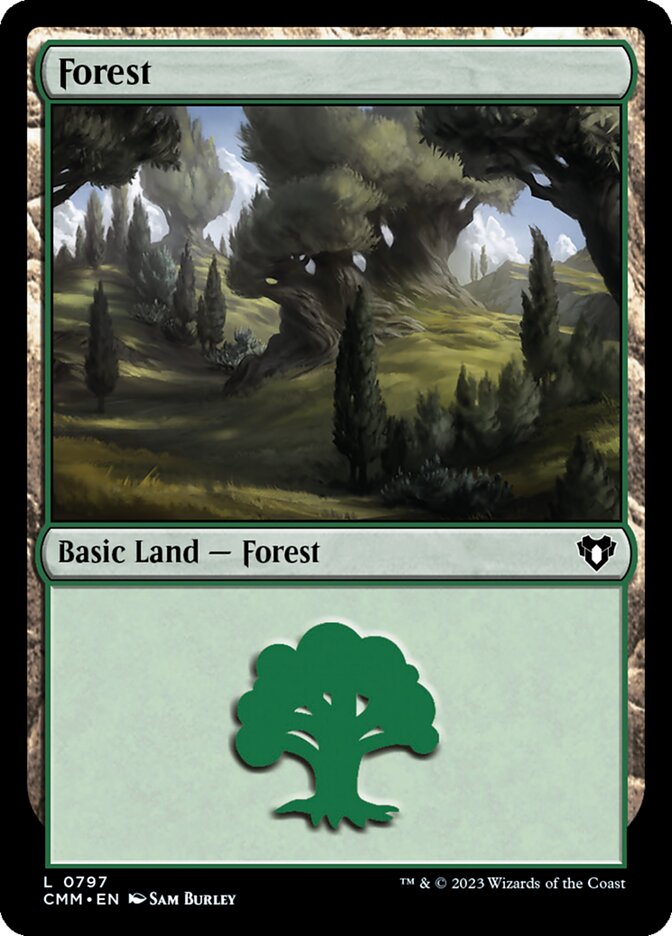 Forest
Basic Land — Forest
L 0797
CMM • EN Sam Burley
™ & © 2023 Wizards of the Coast